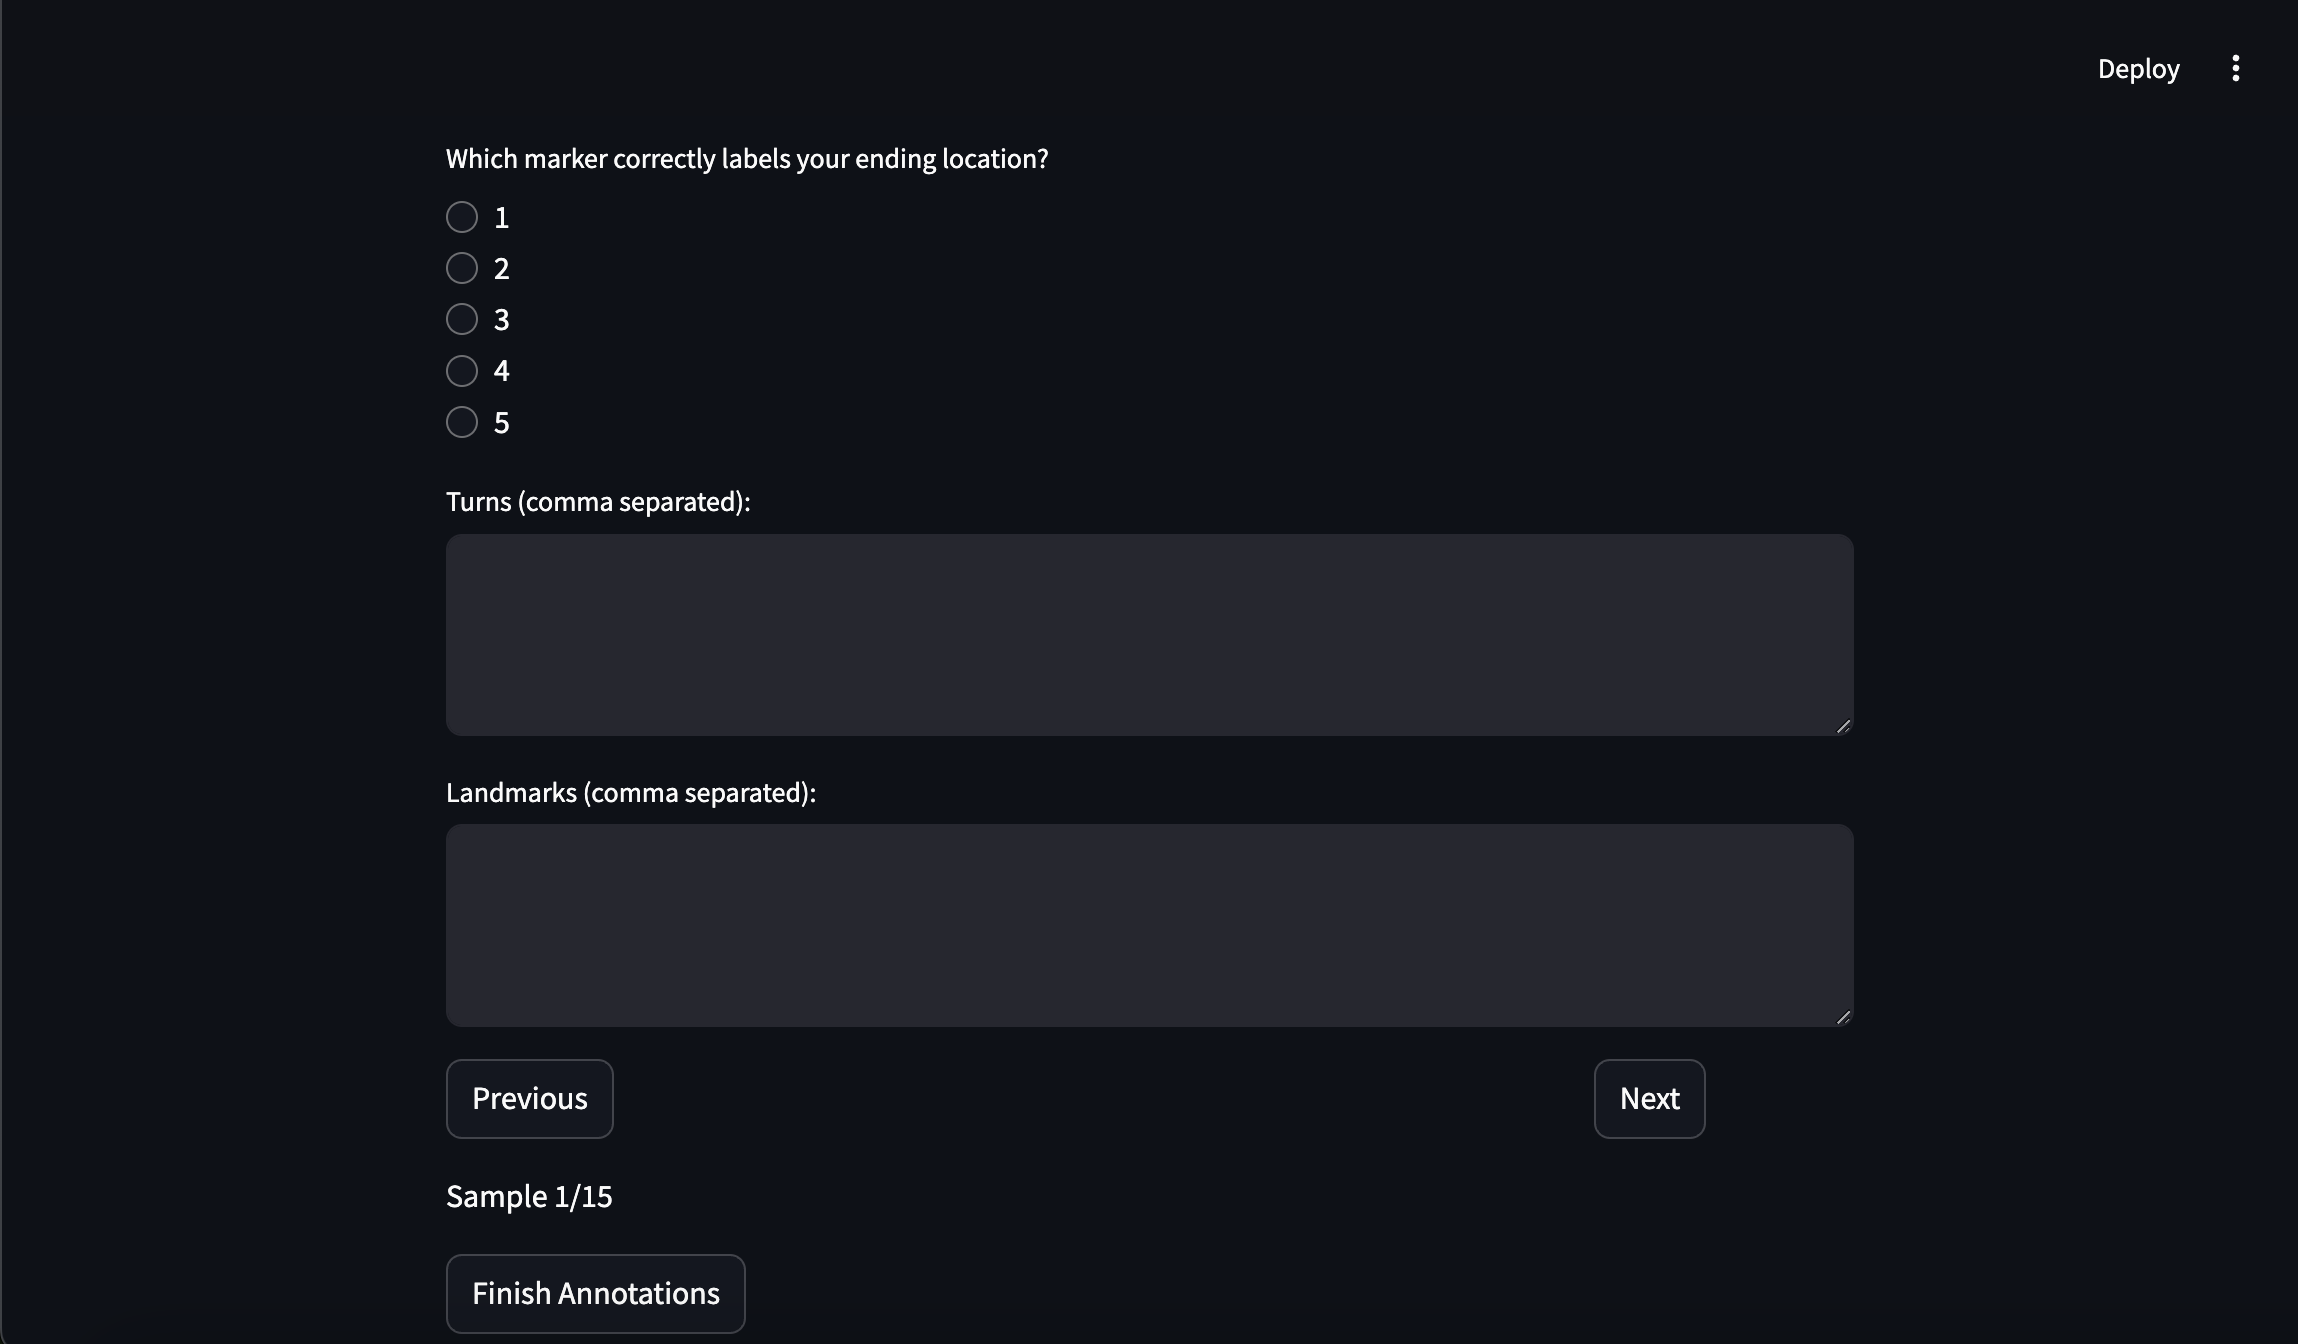 Deploy
Which marker correctly labels your ending location?
1
2
3
4
5
Turns (comma separated):
Landmarks (comma separated):
Previous
Next
Sample 1/15
Finish Annotations